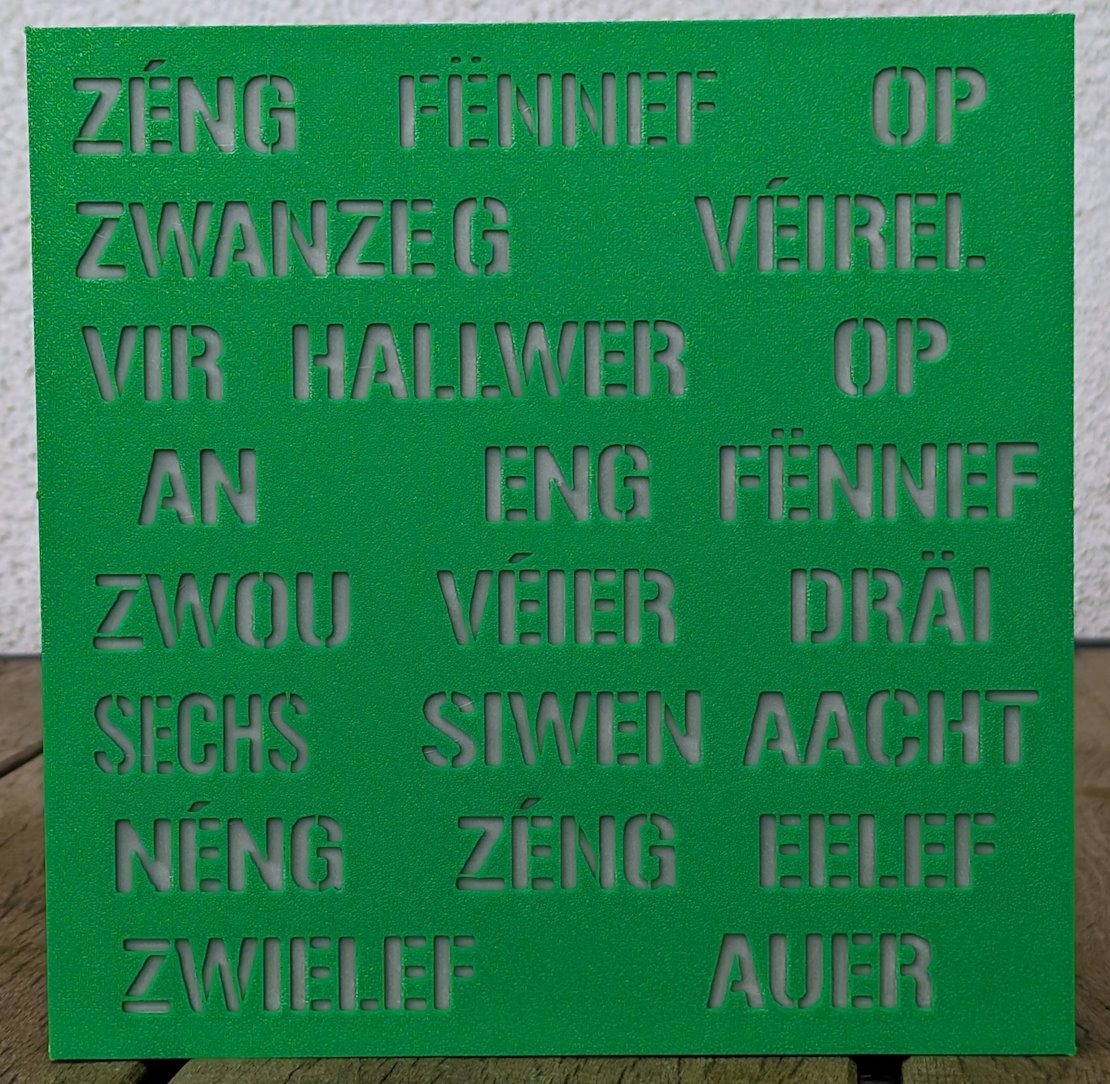 ZÉNG FËNNEF OP
ZWANZEG VÉIREL
VIR HALLWER OP
AN ENG FËNNEF
ZWOU VÉIER DRÄI
SECHS SIWEN AACHT
NÉNG ZÉNG EELEF
ZWIELEF AUER